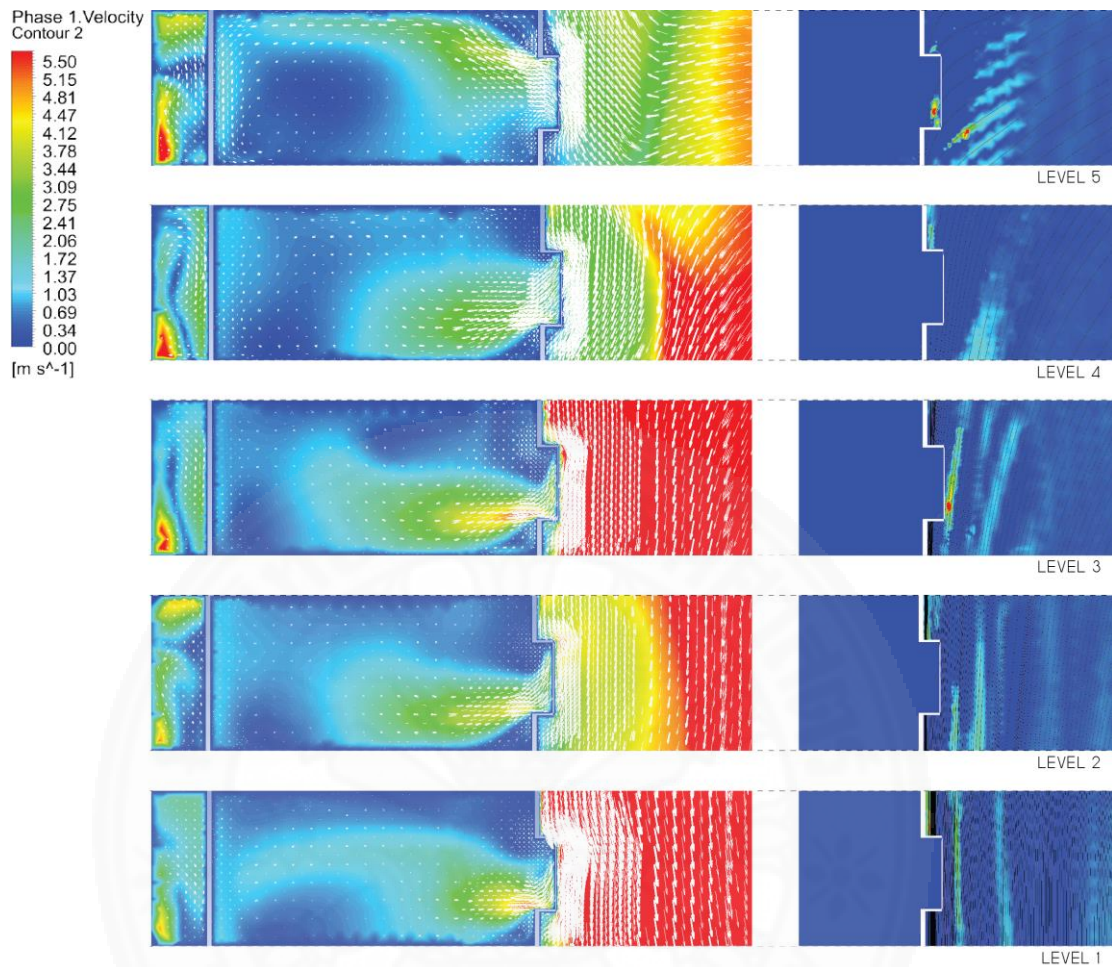 Phase 1.Velocity
Contour 2
5.50
5.15
4.81
4.47
4.12
3.78
3.44
3.09
2.75
2.41
2.06
1.72
1.37
1.03
0.69
0.34
0.00
[m s^-1]
LEVEL 5
LEVEL 4
LEVEL 3
LEVEL 2
LEVEL 1